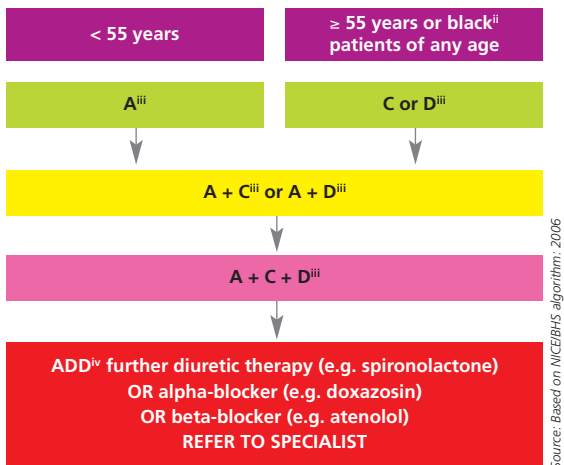 < 55 years
≥ 55 years or blackⁱⁱ
patients of any age
Aⁱⁱⁱ
C or Dⁱⁱⁱ
A + Cⁱⁱⁱ or A + Dⁱⁱⁱ
A + C + Dⁱⁱⁱ
ADDⁱᵛ further diuretic therapy (e.g. spironolactone)
OR alpha-blocker (e.g. doxazosin)
OR beta-blocker (e.g. atenolol)
REFER TO SPECIALIST
Source: Based on NICE/BHS algorithm: 2006